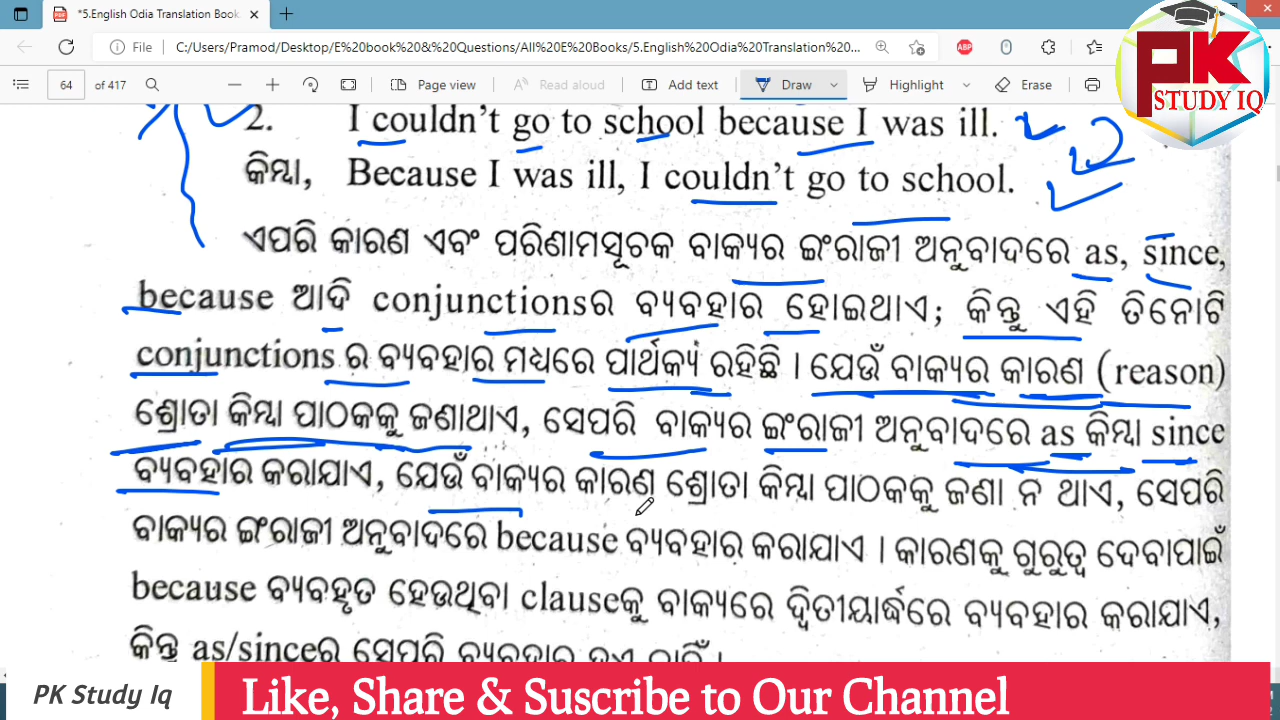 *5.English Odia Translation Book
File C:/Users/Pramod/Desktop/E%20book%20&%20Questions/All%20E%20Books/5.English%20Odia%20Translation%20...
ABP
64 of 417 Page view Read aloud Add text Draw Highlight Erase
PK
STUDY IQ
2. I couldn't go to school because I was ill.
କିମ୍ବା, Because I was ill, I couldn't go to school.
ଏପରି କାରଣ ଏବଂ ପରିଣାମସୂଚକ ବାକ୍ୟର ଇଂରାଜୀ ଅନୁବାଦରେ as, since,
because ଆଦି conjunctionsର ବ୍ୟବହାର ହୋଇଥାଏ; କିନ୍ତୁ ଏହି ତିନୋଟି
conjunctions ର ବ୍ୟବହାର ମଧ୍ୟରେ ପାର୍ଥକ୍ୟ ରହିଛି । ଯେଉଁ ବାକ୍ୟର କାରଣ (reason)
ଶ୍ରୋତା କିମ୍ବା ପାଠକକୁ ଜଣାଥାଏ, ସେପରି ବାକ୍ୟର ଇଂରାଜୀ ଅନୁବାଦରେ as କିମ୍ବା since
ବ୍ୟବହାର କରାଯାଏ, ଯେଉଁ ବାକ୍ୟର କାରଣ ଶ୍ରୋତା କିମ୍ବା ପାଠକକୁ ଜଣା ନ ଥାଏ, ସେପରି
ବାକ୍ୟର ଇଂରାଜୀ ଅନୁବାଦରେ because ବ୍ୟବହାର କରାଯାଏ । କାରଣକୁ ଗୁରୁତ୍ୱ ଦେବାପାଇଁ
because ବ୍ୟବହୃତ ହେଉଥିବା clauseକୁ ବାକ୍ୟରେ ଦ୍ୱିତୀୟାର୍ଦ୍ଧରେ ବ୍ୟବହାର କରାଯାଏ,
କିନ୍ତୁ as/sinceର ସେପରି ବ୍ୟବହାର ହୁଏ ନାହିଁ ।
PK Study Iq Like, Share & Suscribe to Our Channel